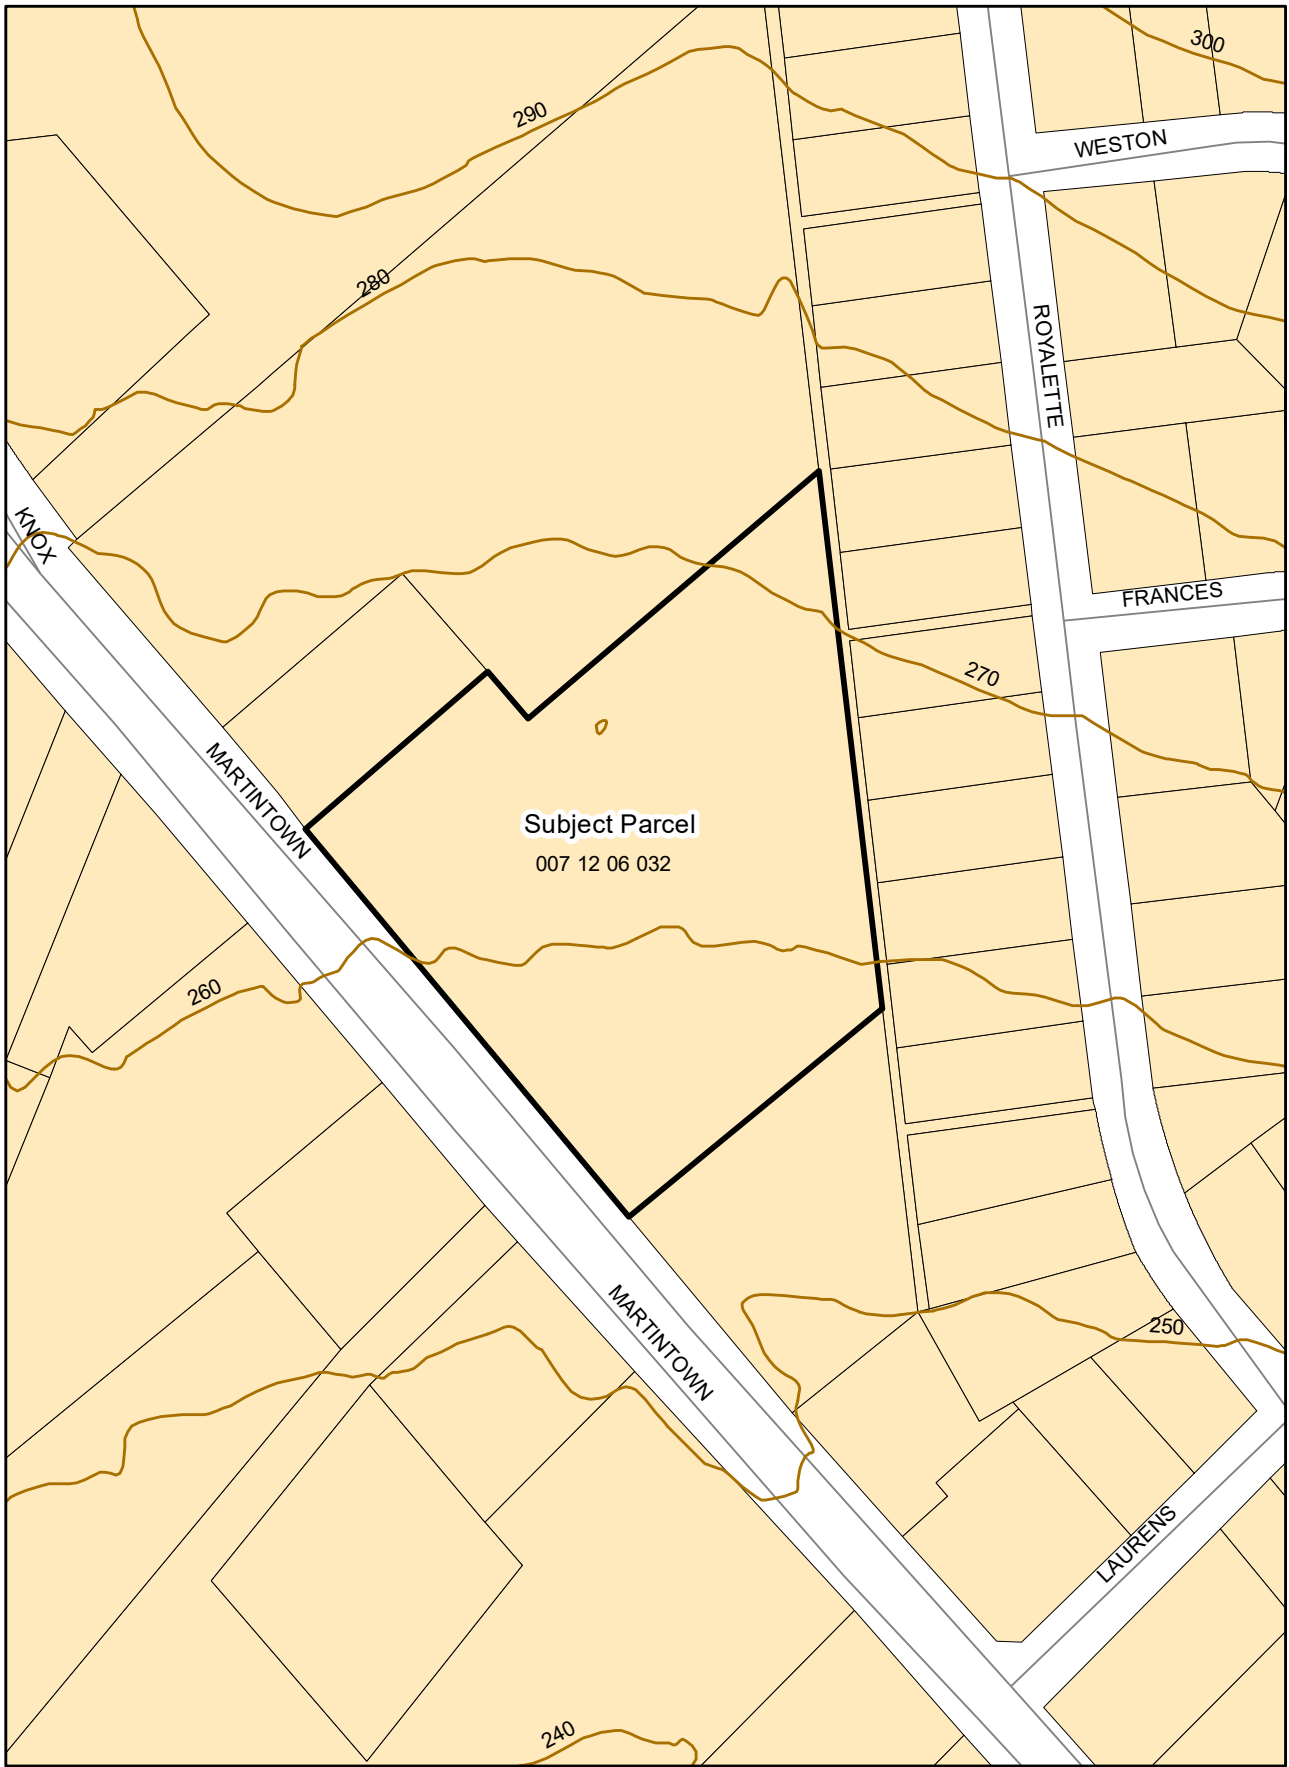 300
290
WESTON
280
ROYALETTE
KNOX
FRANCES
270
MARTINTOWN
Subject Parcel
007 12 06 032
260
MARTINTOWN
250
LAURENS
240